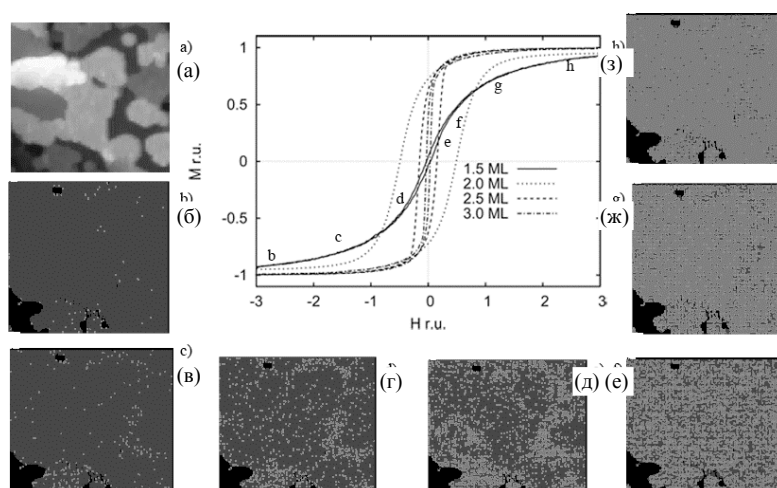 a)
(а)
1
0.5
0
-0.5
-1
M r.u.
-3
-2
-1
0
1
2
3
H r.u.
b
c
d
e
f
g
h
1.5 ML
2.0 ML
2.5 ML
3.0 ML
(з)
b)
(б)
g)
(ж)
c)
(в)
(г)
(д)
(е)